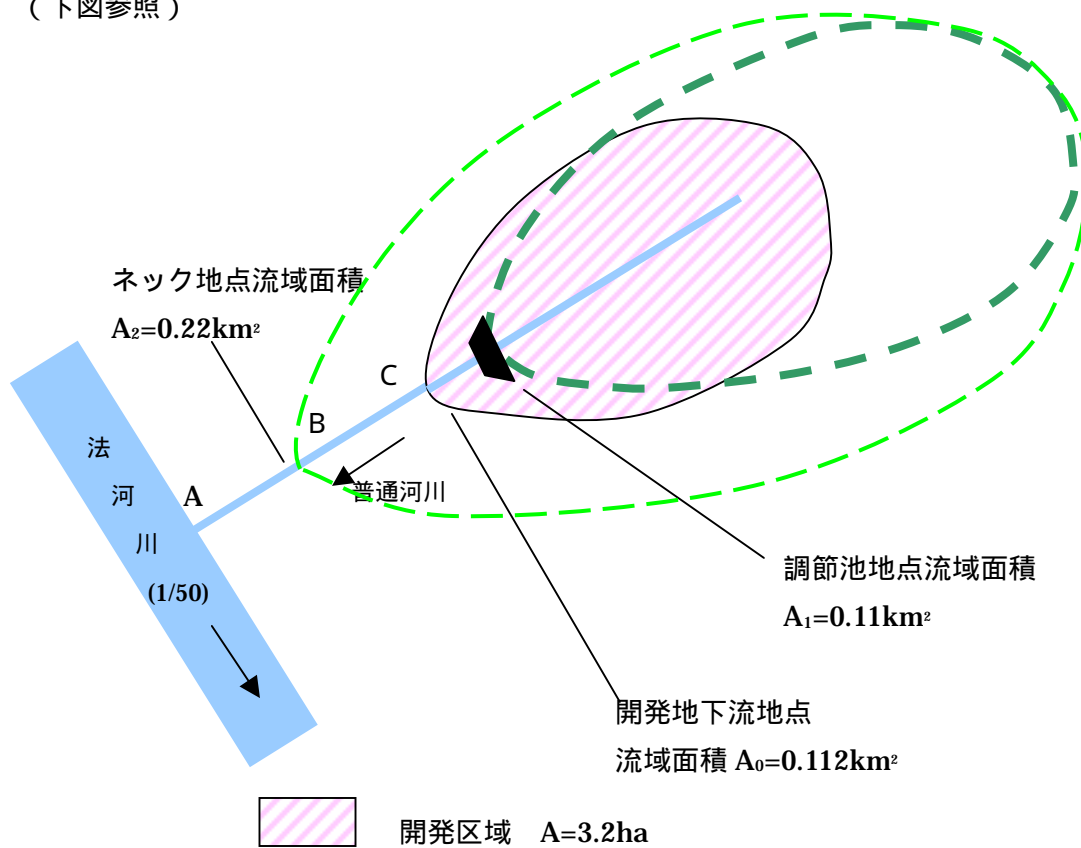 （下図参照）
ネック地点流域面積
A₂=0.22km²
C
B
普通河川
A
法
河
川
(1/50)
調節池地点流域面積
A₁=0.11km²
開発地下流地点
流域面積 A₀=0.112km²
開発区域　A=3.2ha